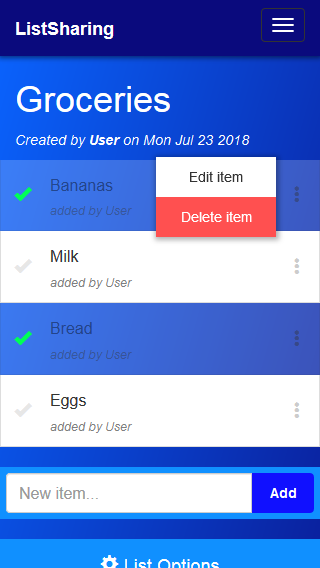 ListSharing
Groceries
Created by User on Mon Jul 23 2018
Bananas
added by User
Edit item
Delete item
Milk
added by User
Bread
added by User
Eggs
added by User
New item...
Add
List Options